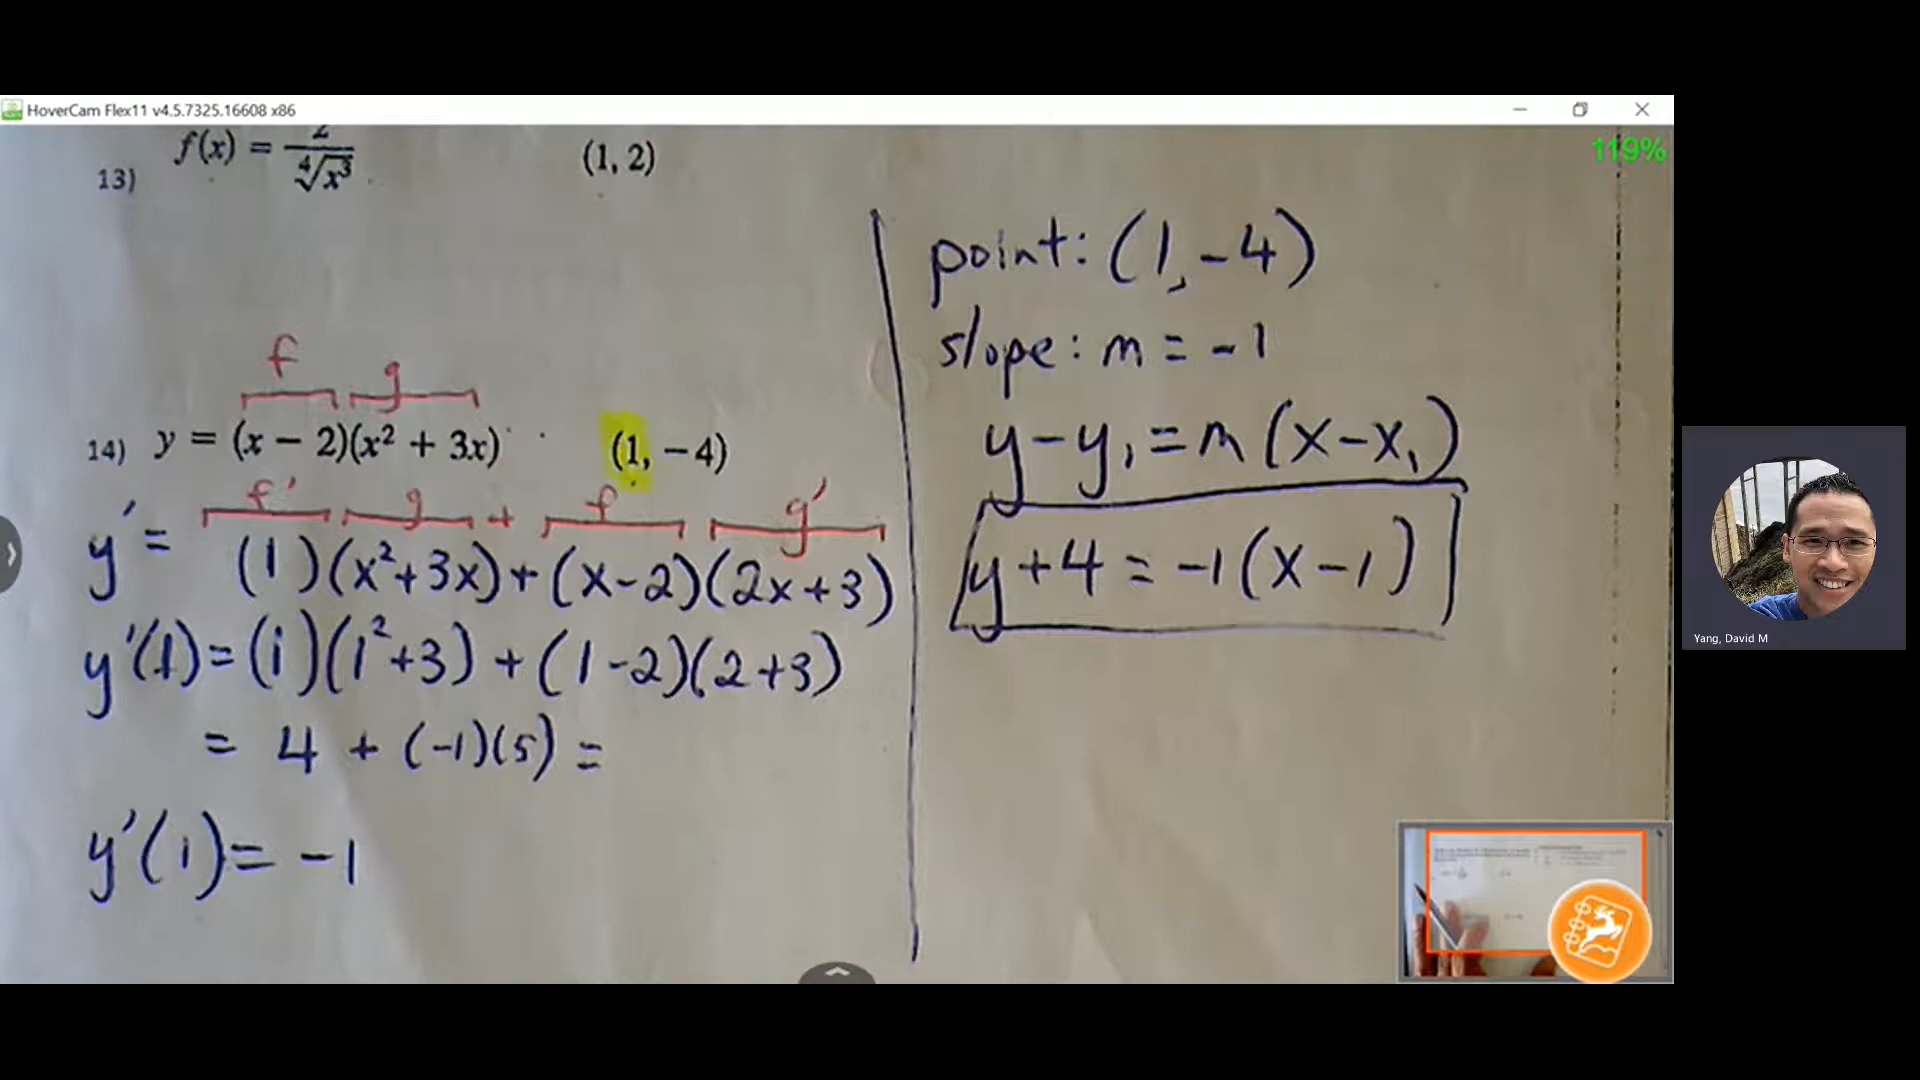 HoverCam Flex11 v4.5.7325.16608 x86
119%
13) f(x) = 2/∜x³ (1, 2)
f g
14) y = (x − 2)(x² + 3x) (1, −4)
f' g + f g'
y' = (1)(x²+3x)+(x-2)(2x+3)
y'(1)=(1)(1²+3)+(1-2)(2+3)
= 4 + (-1)(5) =
y'(1)= -1
point: (1,-4)
slope: m = -1
y-y₁=m(x-x₁)
y+4=-1(x-1)
Yang, David M